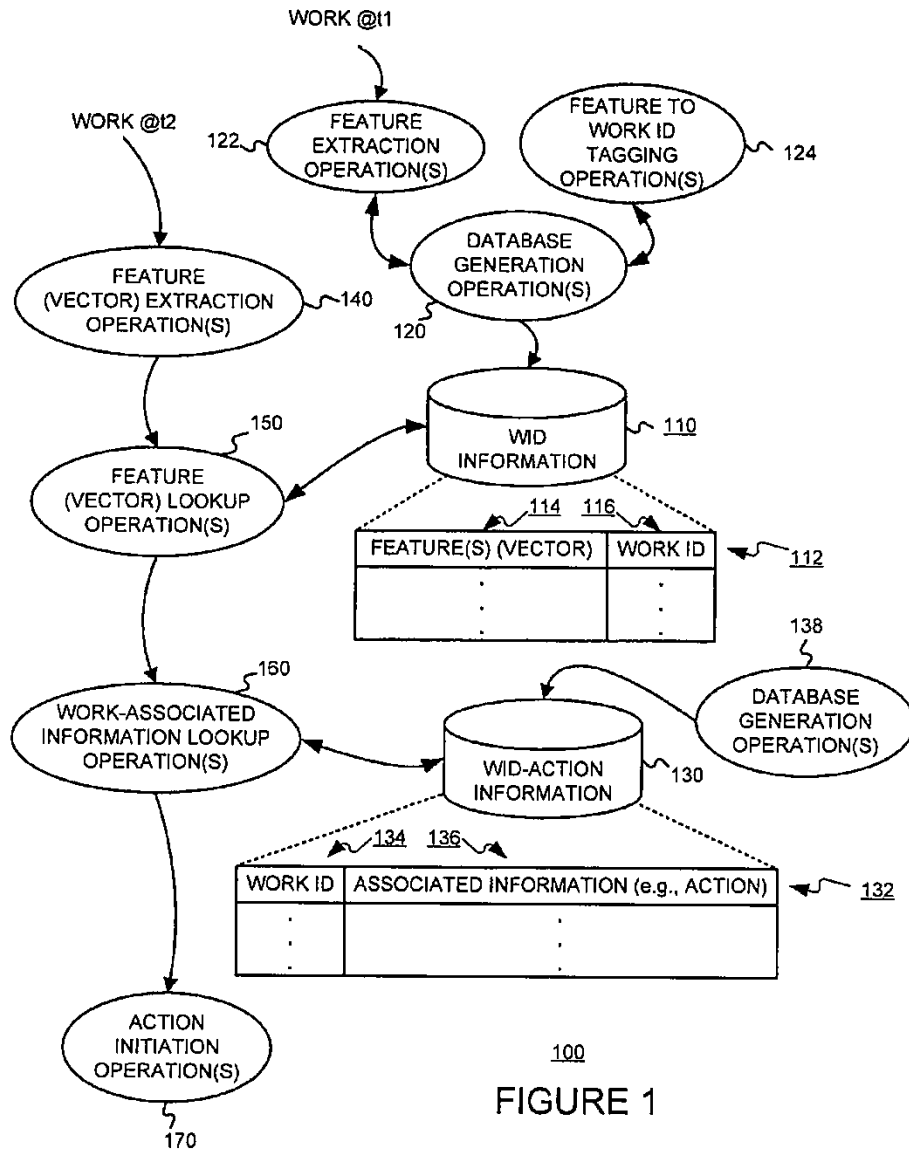 WORK @t1
WORK @t2
122
FEATURE
EXTRACTION
OPERATION(S)
FEATURE TO
WORK ID
TAGGING
OPERATION(S)
124
DATABASE
GENERATION
OPERATION(S)
120
FEATURE
(VECTOR) EXTRACTION
OPERATION(S)
140
150
FEATURE
(VECTOR) LOOKUP
OPERATION(S)
WID
INFORMATION
110
114
116
FEATURE(S) (VECTOR)
WORK ID
112
138
DATABASE
GENERATION
OPERATION(S)
160
WORK-ASSOCIATED
INFORMATION LOOKUP
OPERATION(S)
WID-ACTION
INFORMATION
130
134
136
WORK ID
ASSOCIATED INFORMATION (e.g., ACTION)
132
ACTION
INITIATION
OPERATION(S)
170
100
FIGURE 1